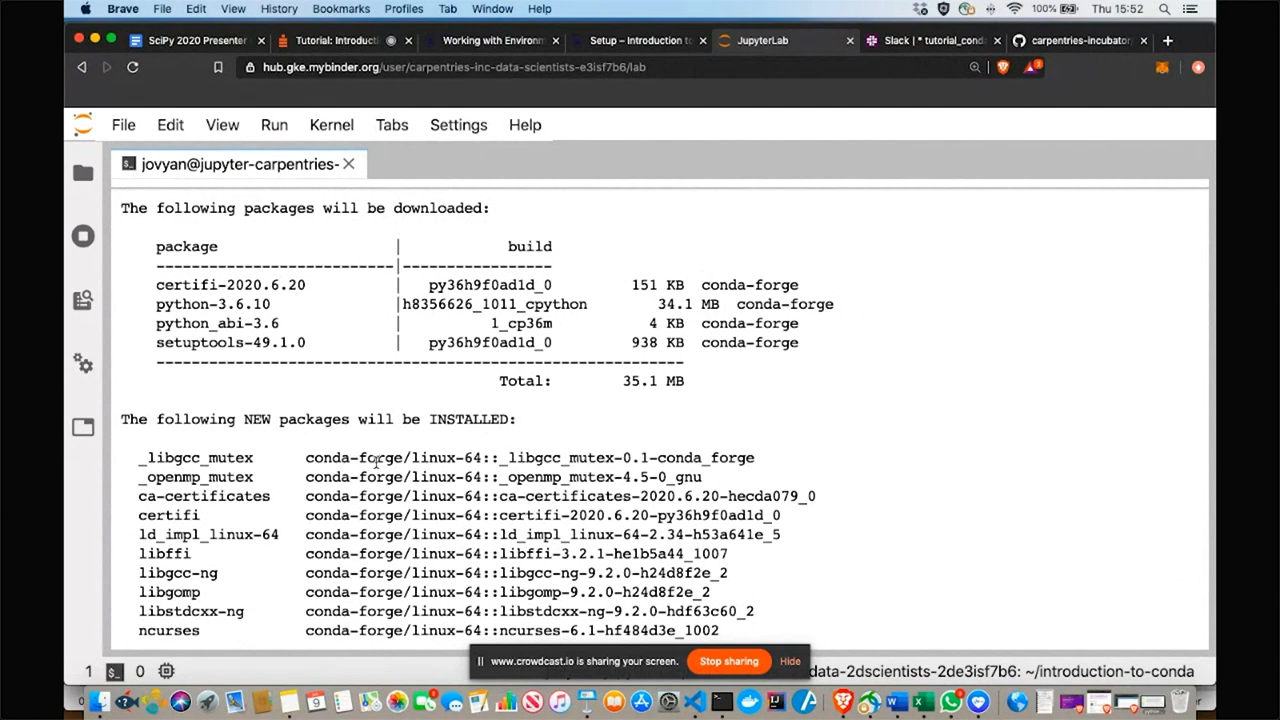 Brave File Edit View History Bookmarks Profiles Tab Window Help 100% Thu 15:52
SciPy 2020 Presenter Tutorial: Introducti Working with Environm Setup – Introduction to JupyterLab Slack | * tutorial_cond carpentries-incubator
hub.gke.mybinder.org/user/carpentries-inc-data-scientists-e3isf7b6/lab
File Edit View Run Kernel Tabs Settings Help
jovyan@jupyter-carpentries-
The following packages will be downloaded:
package | build
---------------------------|-----------------
certifi-2020.6.20 | py36h9f0ad1d_0 151 KB conda-forge
python-3.6.10 |h8356626_1011_cpython 34.1 MB conda-forge
python_abi-3.6 | 1_cp36m 4 KB conda-forge
setuptools-49.1.0 | py36h9f0ad1d_0 938 KB conda-forge
------------------------------------------------------------
Total: 35.1 MB
The following NEW packages will be INSTALLED:
_libgcc_mutex conda-forge/linux-64::_libgcc_mutex-0.1-conda_forge
_openmp_mutex conda-forge/linux-64::_openmp_mutex-4.5-0_gnu
ca-certificates conda-forge/linux-64::ca-certificates-2020.6.20-hecda079_0
certifi conda-forge/linux-64::certifi-2020.6.20-py36h9f0ad1d_0
ld_impl_linux-64 conda-forge/linux-64::ld_impl_linux-64-2.34-h53a641e_5
libffi conda-forge/linux-64::libffi-3.2.1-he1b5a44_1007
libgcc-ng conda-forge/linux-64::libgcc-ng-9.2.0-h24d8f2e_2
libgomp conda-forge/linux-64::libgomp-9.2.0-h24d8f2e_2
libstdcxx-ng conda-forge/linux-64::libstdcxx-ng-9.2.0-hdf63c60_2
ncurses conda-forge/linux-64::ncurses-6.1-hf484d3e_1002
www.crowdcast.io is sharing your screen. Stop sharing Hide
1 0 data-2dscientists-2de3isf7b6: ~/introduction-to-conda